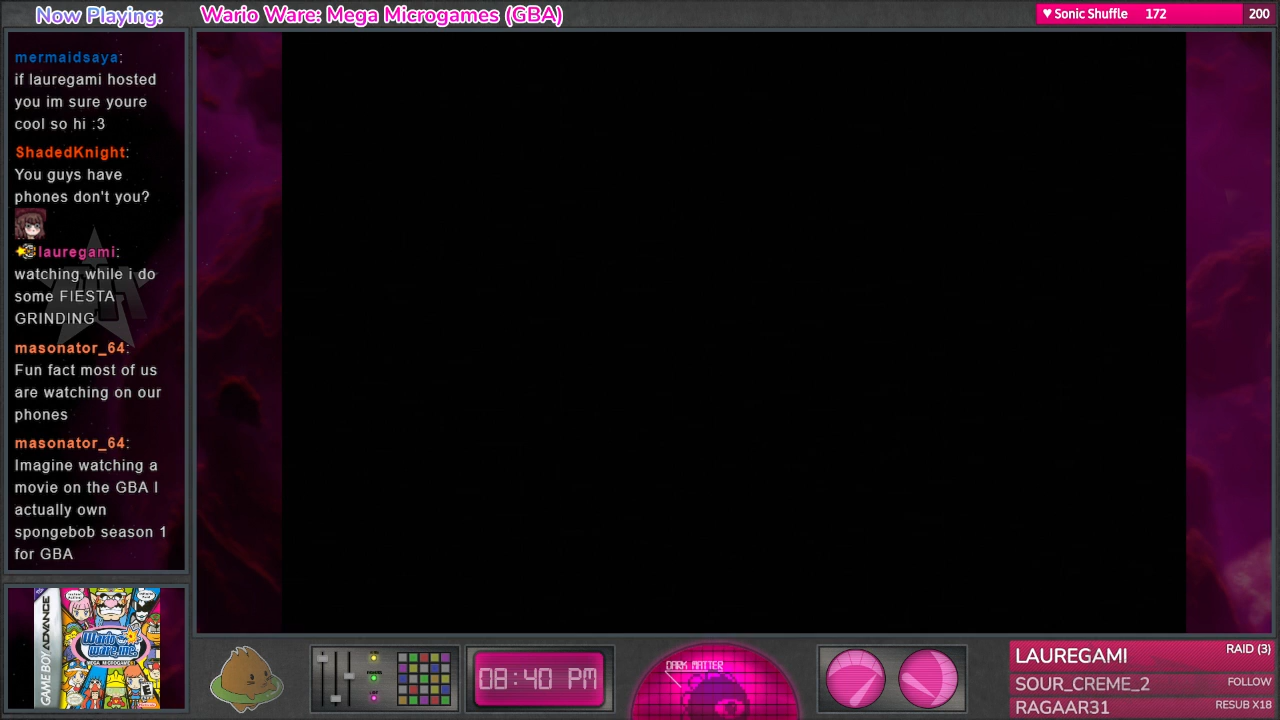 Now Playing:
Wario Ware: Mega Microgames (GBA)
♥ Sonic Shuffle 172 200
mermaidsaya:
if lauregami hosted
you im sure youre
cool so hi :3
ShadedKnight:
You guys have
phones don't you?
lauregami:
watching while i do
some FIESTA
GRINDING
masonator_64:
Fun fact most of us
are watching on our
phones
masonator_64:
Imagine watching a
movie on the GBA I
actually own
spongebob season 1
for GBA
GAME BOY ADVANCE
Wario
Ware, Inc.
MEGA MICROGAME$!
08:40 PM
DARK MATTER
LAUREGAMI RAID (3)
SOUR_CREME_2 FOLLOW
RAGAAR31 RESUB X18